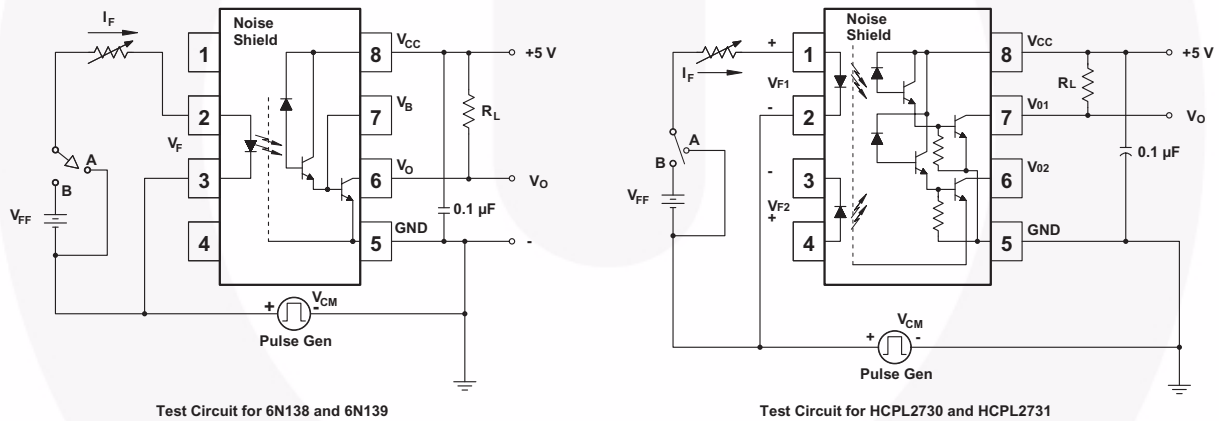 I_F
Noise
Shield
1
2
3
4
8
7
6
5
V_CC
V_B
V_O
GND
V_F
R_L
+5 V
V_O
0.1 µF
-
A
B
V_FF
+
V_CM
-
Pulse Gen
Test Circuit for 6N138 and 6N139
I_F
Noise
Shield
+
V_F1
-
-
V_F2
+
1
2
3
4
8
7
6
5
V_CC
V_01
V_02
GND
R_L
+5 V
V_O
0.1 µF
A
B
V_FF
+
V_CM
-
Pulse Gen
Test Circuit for HCPL2730 and HCPL2731